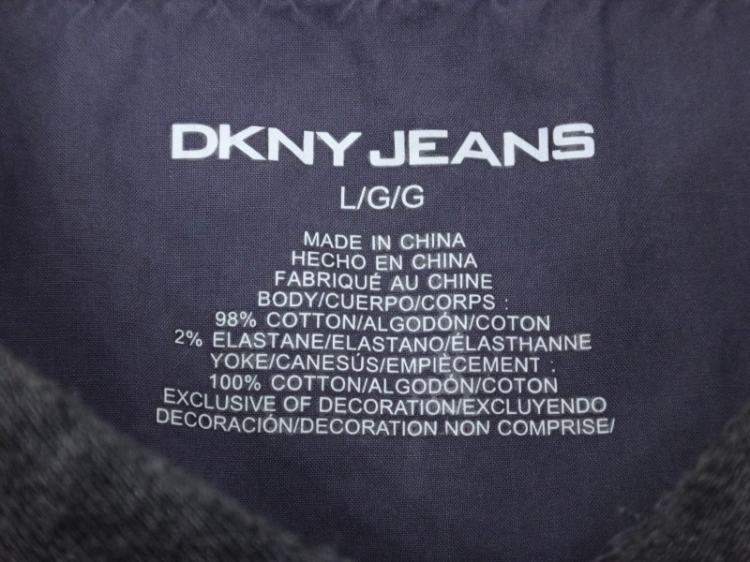 DKNY JEANS
L/G/G
MADE IN CHINA
HECHO EN CHINA
FABRIQUÉ AU CHINE
BODY/CUERPO/CORPS :
98% COTTON/ALGODÓN/COTON
2% ELASTANE/ELASTANO/ÉLASTHANNE
YOKE/CANESÚS/EMPIÈCEMENT :
100% COTTON/ALGODÓN/COTON
EXCLUSIVE OF DECORATION/EXCLUYENDO
DECORACIÓN/DECORATION NON COMPRISE/